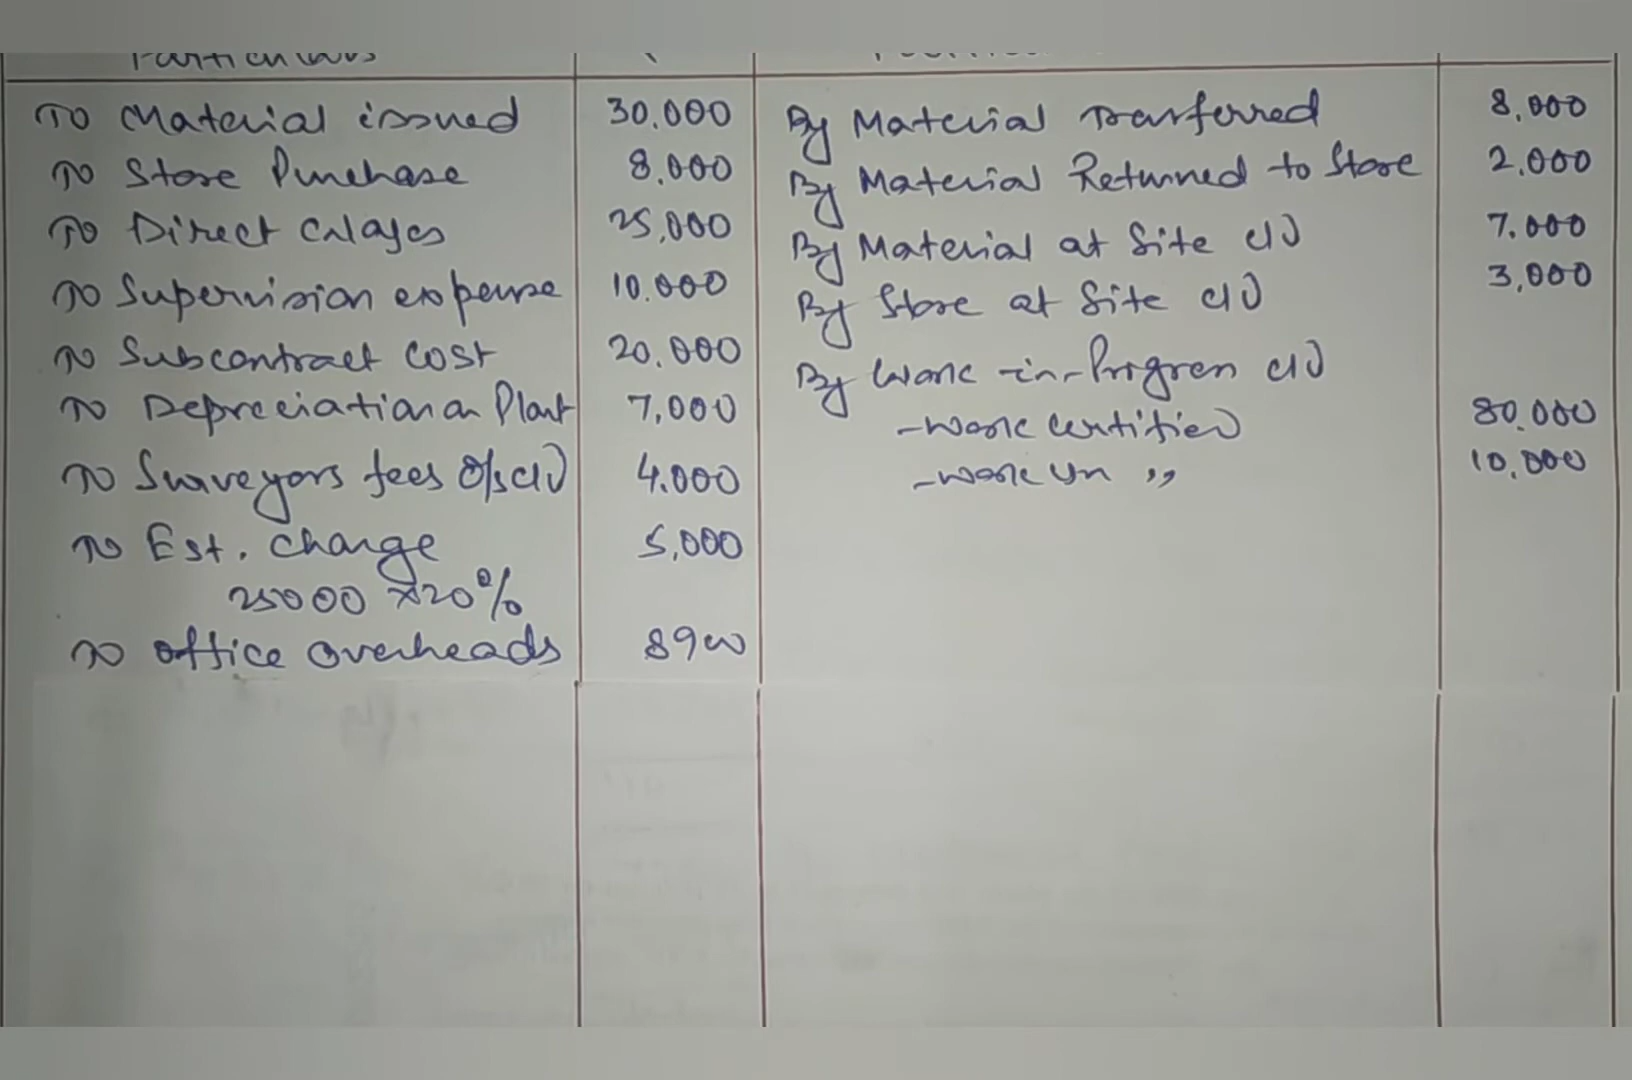 Particulars ₹
To Material issued 30,000 By Material Transferred 8,000
To Store Purchase 8,000 By Material Returned to Store 2,000
To Direct Wages 25,000 By Material at Site c/d 7,000
To Supervision expense 10,000 By Store at Site c/d 3,000
To Subcontract Cost 20,000 By Work-in-Progress c/d
To Depreciation on Plant 7,000 -work certified 80,000
To Surveyors fees O/s c/d 4,000 -work un ,, 10,000
To Est. charge 5,000
25000 x 20%
To office overheads 8900